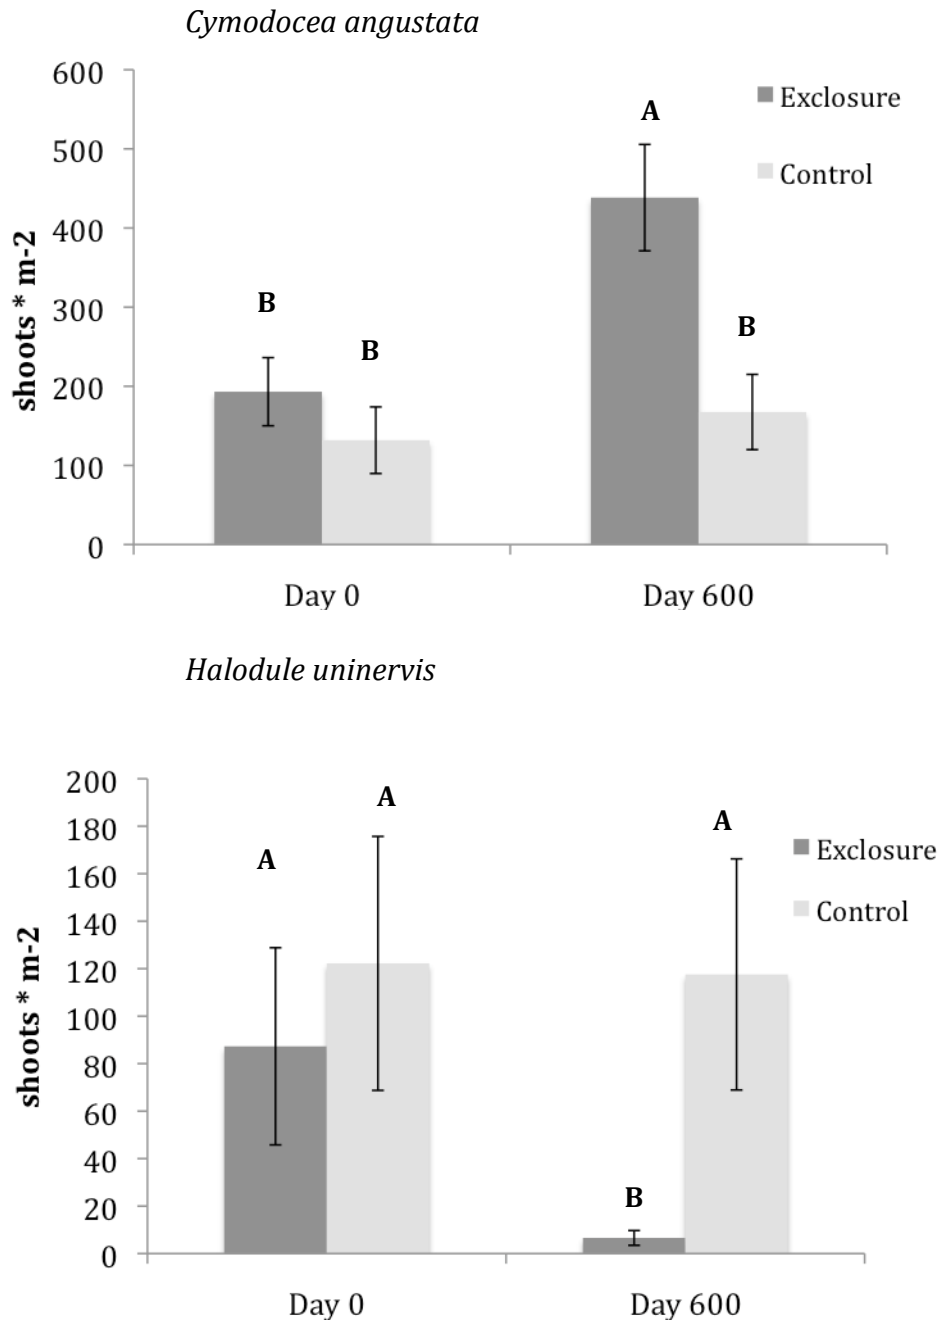 Cymodocea angustata
600
500
400
300
200
100
0
shoots * m-2
Exclosure
Control
B
B
A
B
Day 0
Day 600
Halodule uninervis
200
180
160
140
120
100
80
60
40
20
0
shoots * m-2
Exclosure
Control
A
A
B
A
Day 0
Day 600